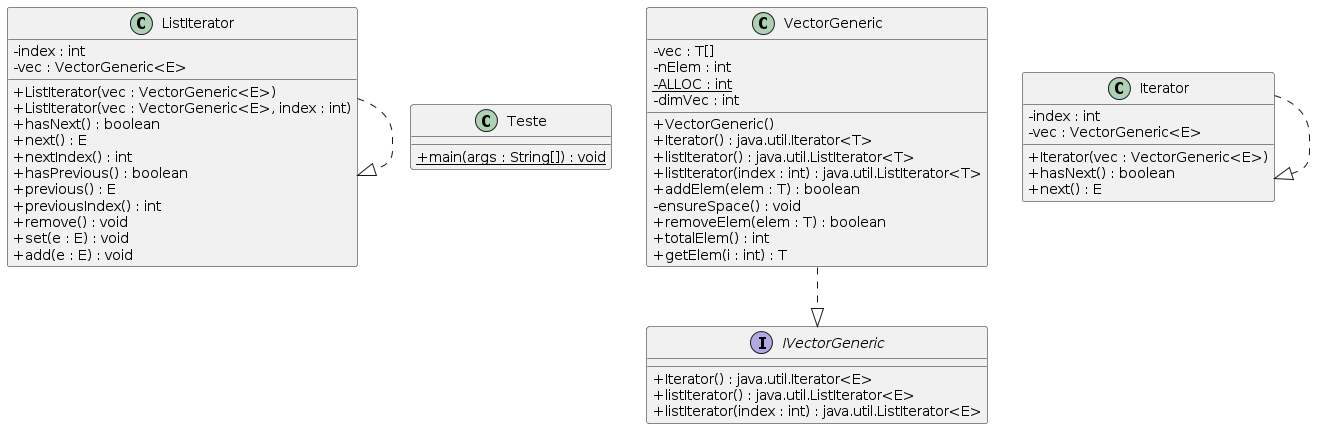 C ListIterator
-index : int
-vec : VectorGeneric<E>
+ListIterator(vec : VectorGeneric<E>)
+ListIterator(vec : VectorGeneric<E>, index : int)
+hasNext() : boolean
+next() : E
+nextIndex() : int
+hasPrevious() : boolean
+previous() : E
+previousIndex() : int
+remove() : void
+set(e : E) : void
+add(e : E) : void
C Teste
+main(args : String[]) : void
C VectorGeneric
-vec : T[]
-nElem : int
-ALLOC : int
-dimVec : int
+VectorGeneric()
+Iterator() : java.util.Iterator<T>
+listIterator() : java.util.ListIterator<T>
+listIterator(index : int) : java.util.ListIterator<T>
+addElem(elem : T) : boolean
-ensureSpace() : void
+removeElem(elem : T) : boolean
+totalElem() : int
+getElem(i : int) : T
C Iterator
-index : int
-vec : VectorGeneric<E>
+Iterator(vec : VectorGeneric<E>)
+hasNext() : boolean
+next() : E
I IVectorGeneric
+Iterator() : java.util.Iterator<E>
+listIterator() : java.util.ListIterator<E>
+listIterator(index : int) : java.util.ListIterator<E>